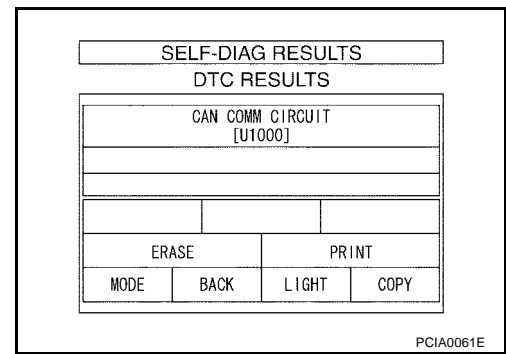 SELF-DIAG RESULTS
DTC RESULTS
CAN COMM CIRCUIT
[U1000]
ERASE PRINT
MODE BACK LIGHT COPY
PCIA0061E